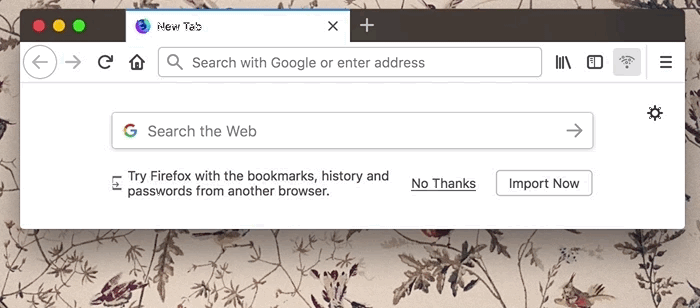 New Tab
Search with Google or enter address
Search the Web
Try Firefox with the bookmarks, history and
passwords from another browser.
No Thanks
Import Now